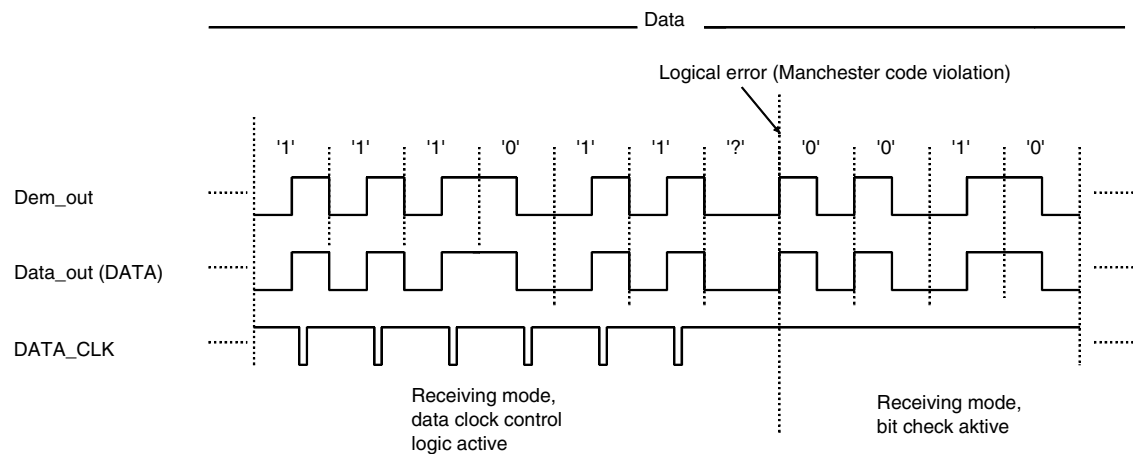 Data
Logical error (Manchester code violation)
'1' '1' '1' '0' '1' '1' '?' '0' '0' '1' '0'
Dem_out
Data_out (DATA)
DATA_CLK
Receiving mode,
data clock control
logic active
Receiving mode,
bit check aktive